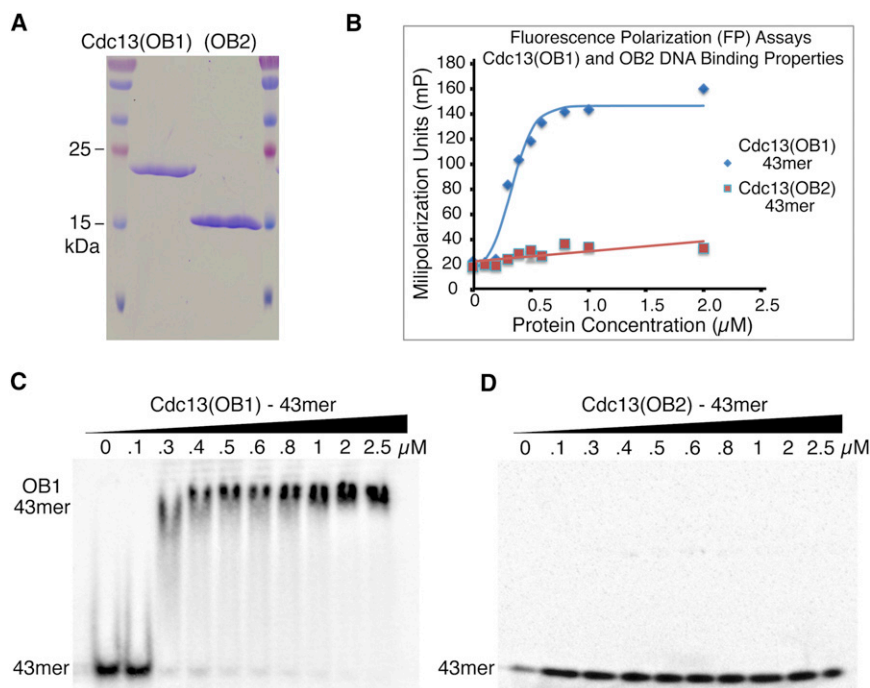 A
Cdc13(OB1) (OB2)
25
15
kDa
B
Fluorescence Polarization (FP) Assays
Cdc13(OB1) and OB2 DNA Binding Properties
Milipolarization Units (mP)
180
160
140
120
100
80
60
40
20
0
0 0.5 1.0 2.0 2.5
Protein Concentration (µM)
Cdc13(OB1)
43mer
Cdc13(OB2)
43mer
C
Cdc13(OB1) - 43mer
0 .1 .3 .4 .5 .6 .8 1 2 2.5 µM
OB1
43mer
43mer
D
Cdc13(OB2) - 43mer
0 .1 .3 .4 .5 .6 .8 1 2 2.5 µM
43mer